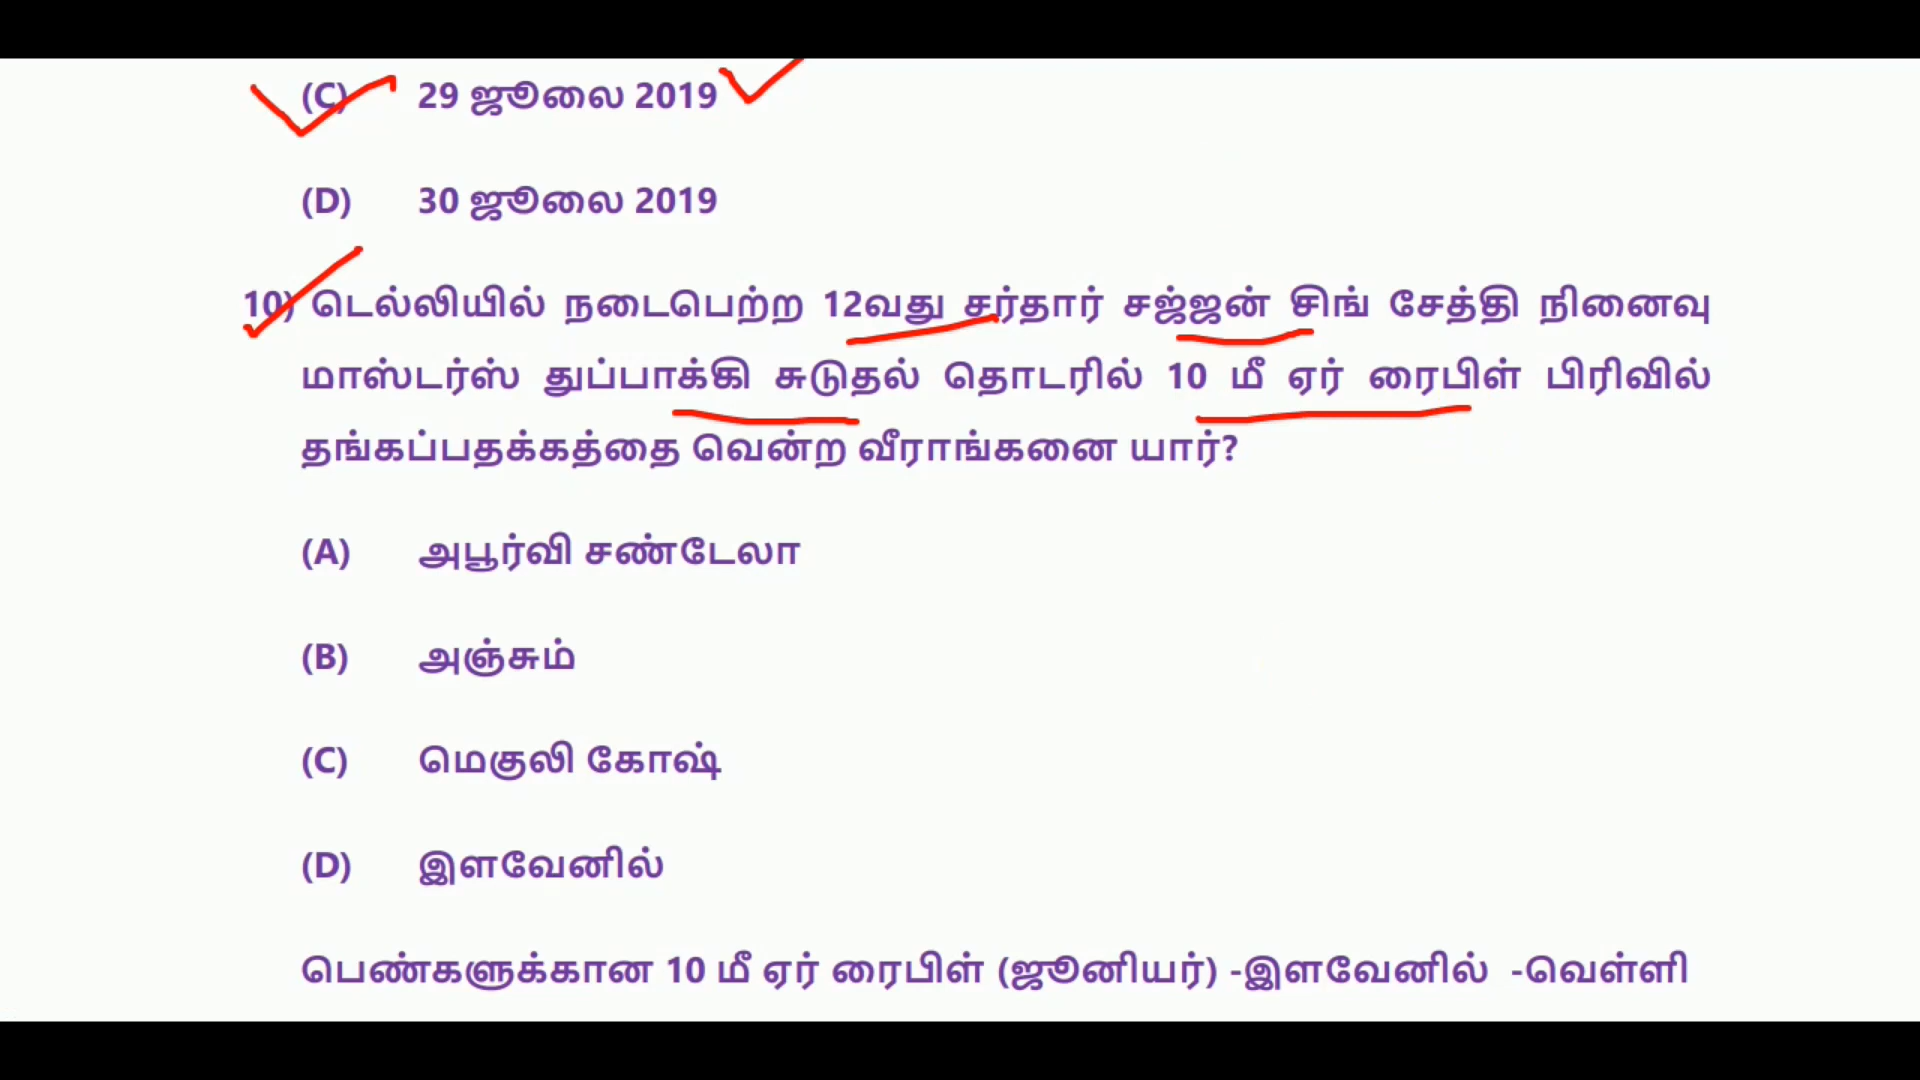 (C) 29 ஜூலை 2019
(D) 30 ஜூலை 2019
10) டெல்லியில் நடைபெற்ற 12வது சர்தார் சஜ்ஜன் சிங் சேத்தி நினைவு
மாஸ்டர்ஸ் துப்பாக்கி சுடுதல் தொடரில் 10 மீ ஏர் ரைபிள் பிரிவில்
தங்கப்பதக்கத்தை வென்ற வீராங்கனை யார்?
(A) அபூர்வி சண்டேலா
(B) அஞ்சும்
(C) மெகுலி கோஷ்
(D) இளவேனில்
பெண்களுக்கான 10 மீ ஏர் ரைபிள் (ஜூனியர்) -இளவேனில் -வெள்ளி